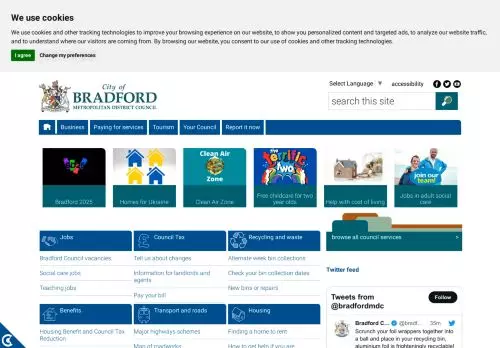 We use cookies
We use cookies and other tracking technologies to improve your browsing experience on our website, to show you personalized content and targeted ads, to analyze our website traffic,
and to understand where our visitors are coming from. By browsing our website, you consent to our use of cookies and other tracking technologies.
I agree Change my preferences
Select Language ▼ accessibility
City of
BRADFORD
METROPOLITAN DISTRICT COUNCIL
search this site
Business Paying for services Tourism Your Council Report it now
Clean Air
Zone
the
Terrific
Two
join our
team!
Bradford 2025 Homes for Ukraine Clean Air Zone Free childcare for two
year olds Help with cost of living Jobs in adult social
care
Jobs Council Tax Recycling and waste
browse all council services >
Bradford Council vacancies Tell us about changes Alternate week bin collections
Social care jobs Information for landlords and
agents Check your bin collection dates
Teaching jobs Pay your bill New bins or repairs
Twitter feed
Benefits Transport and roads Housing
Tweets from
@bradfordmdc
Follow
Housing Benefit and Council Tax
Reduction Major highways schemes Finding a home to rent
Map of roadworks How to get help if you are
Bradford C... @bradf... 35m
Scrunch your foil wrappers together
into a ball and place in your recycling bin,
aluminium foil is #Infinitely recyclable!